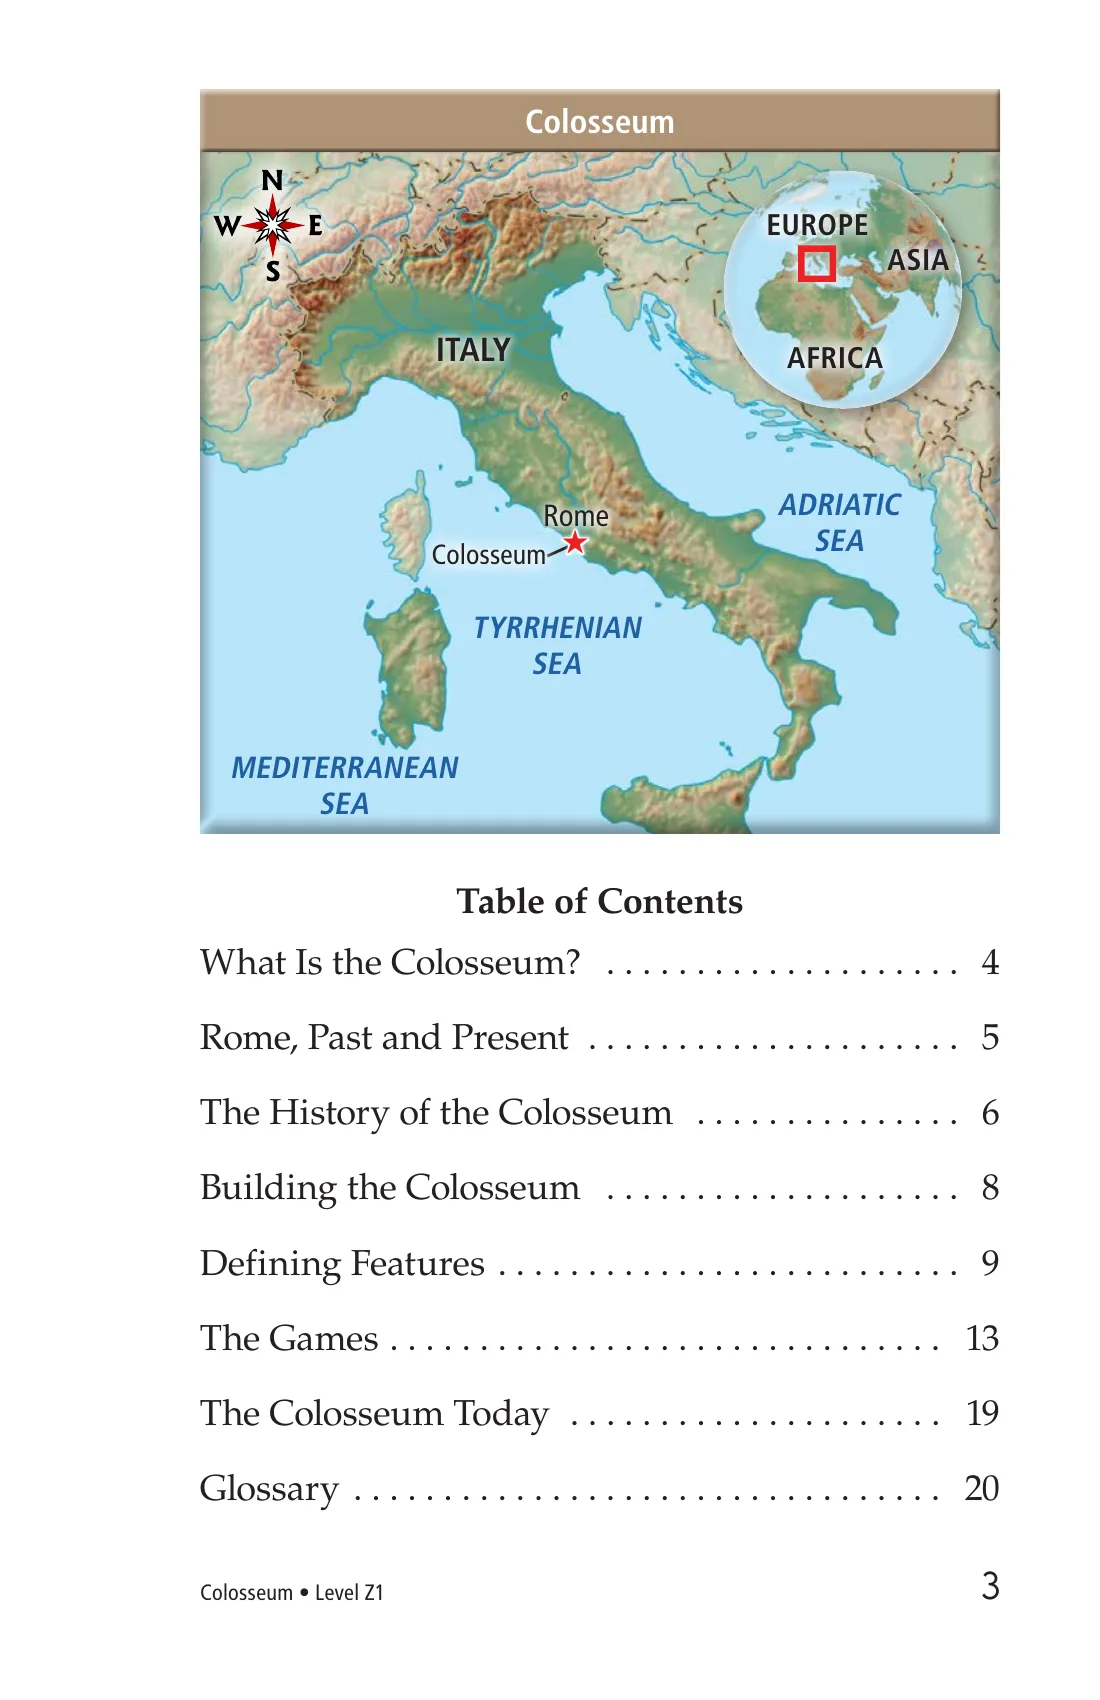 Colosseum
N
W E
S
EUROPE
ASIA
AFRICA
ITALY
Rome
Colosseum
ADRIATIC
SEA
TYRRHENIAN
SEA
MEDITERRANEAN
SEA
Table of Contents
What Is the Colosseum? . . . . . . . . . . . . . . . . . . . . 4
Rome, Past and Present . . . . . . . . . . . . . . . . . . . . . 5
The History of the Colosseum . . . . . . . . . . . . . . . 6
Building the Colosseum . . . . . . . . . . . . . . . . . . . . 8
Defining Features . . . . . . . . . . . . . . . . . . . . . . . . . . 9
The Games . . . . . . . . . . . . . . . . . . . . . . . . . . . . . . . 13
The Colosseum Today . . . . . . . . . . . . . . . . . . . . . 19
Glossary . . . . . . . . . . . . . . . . . . . . . . . . . . . . . . . . . 20
Colosseum • Level Z1
3